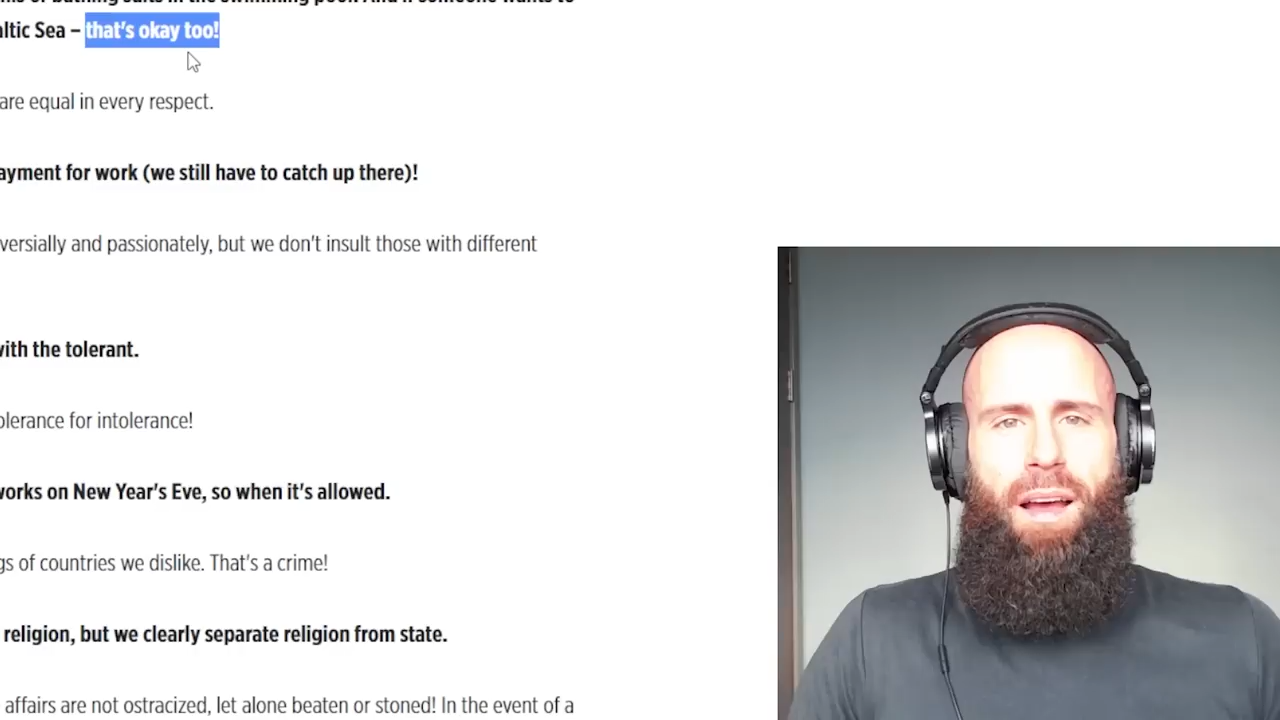 altic Sea – that's okay too!
are equal in every respect.
ayment for work (we still have to catch up there)!
versially and passionately, but we don't insult those with different
with the tolerant.
olerance for intolerance!
works on New Year's Eve, so when it's allowed.
gs of countries we dislike. That's a crime!
religion, but we clearly separate religion from state.
affairs are not ostracized, let alone beaten or stoned! In the event of a